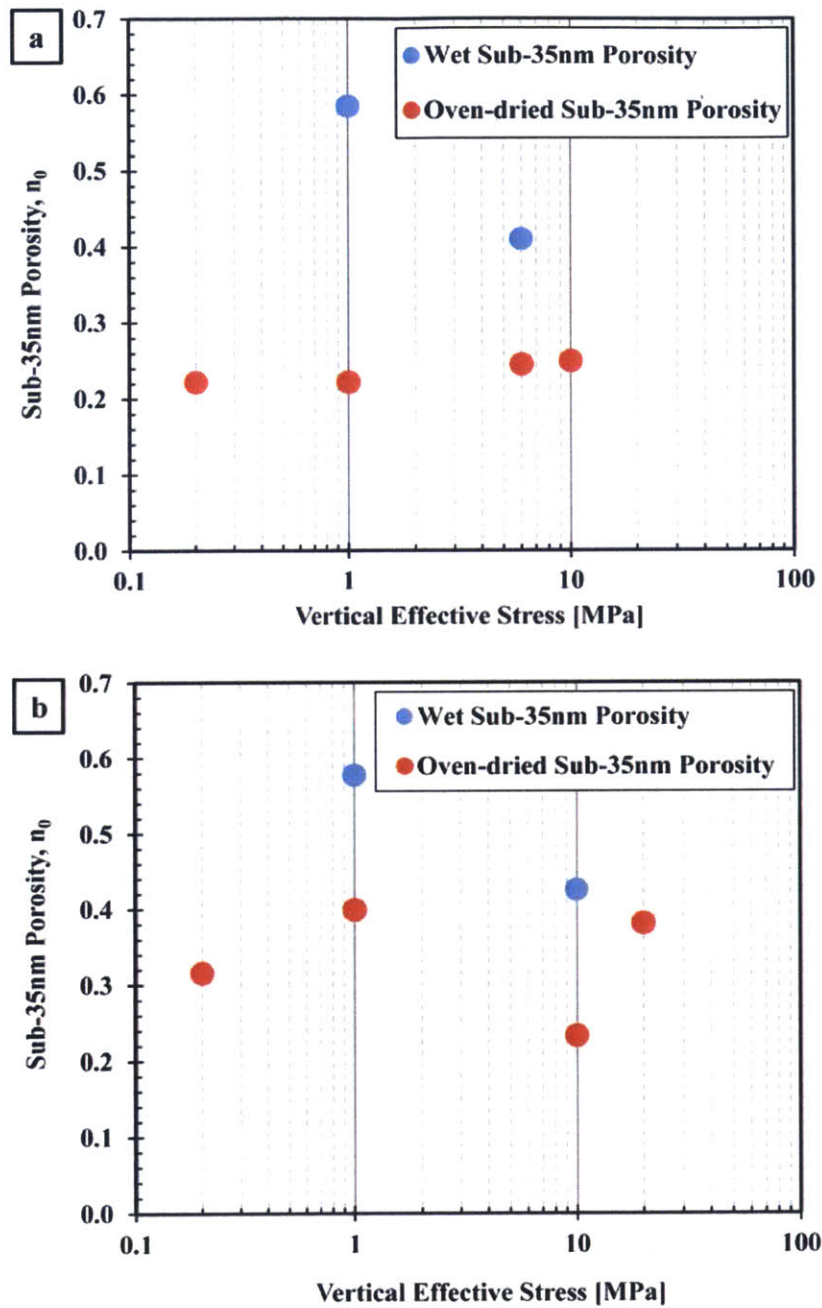 a
0.7
0.6
0.5
0.4
0.3
0.2
0.1
0.0
Sub-35nm Porosity, n₀
Wet Sub-35nm Porosity
Oven-dried Sub-35nm Porosity
0.1
1
10
100
Vertical Effective Stress [MPa]
b
0.7
0.6
0.5
0.4
0.3
0.2
0.1
0.0
Sub-35nm Porosity, n₀
Wet Sub-35nm Porosity
Oven-dried Sub-35nm Porosity
0.1
1
10
100
Vertical Effective Stress [MPa]